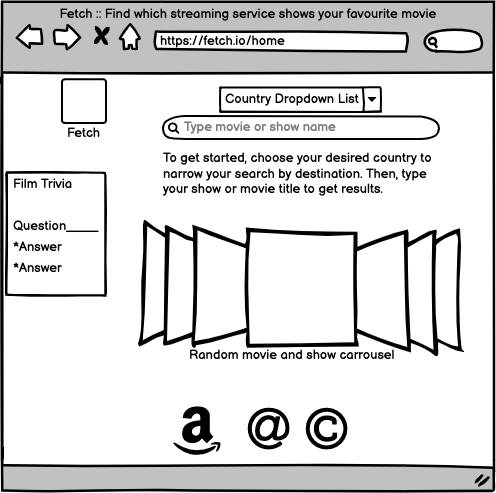 Fetch :: Find which streaming service shows your favourite movie
https://fetch.io/home
Country Dropdown List
Fetch
Type movie or show name
To get started, choose your desired country to
narrow your search by destination. Then, type
your show or movie title to get results.
Film Trivia
Question_____
*Answer
*Answer
Random movie and show carrousel
a @ ©